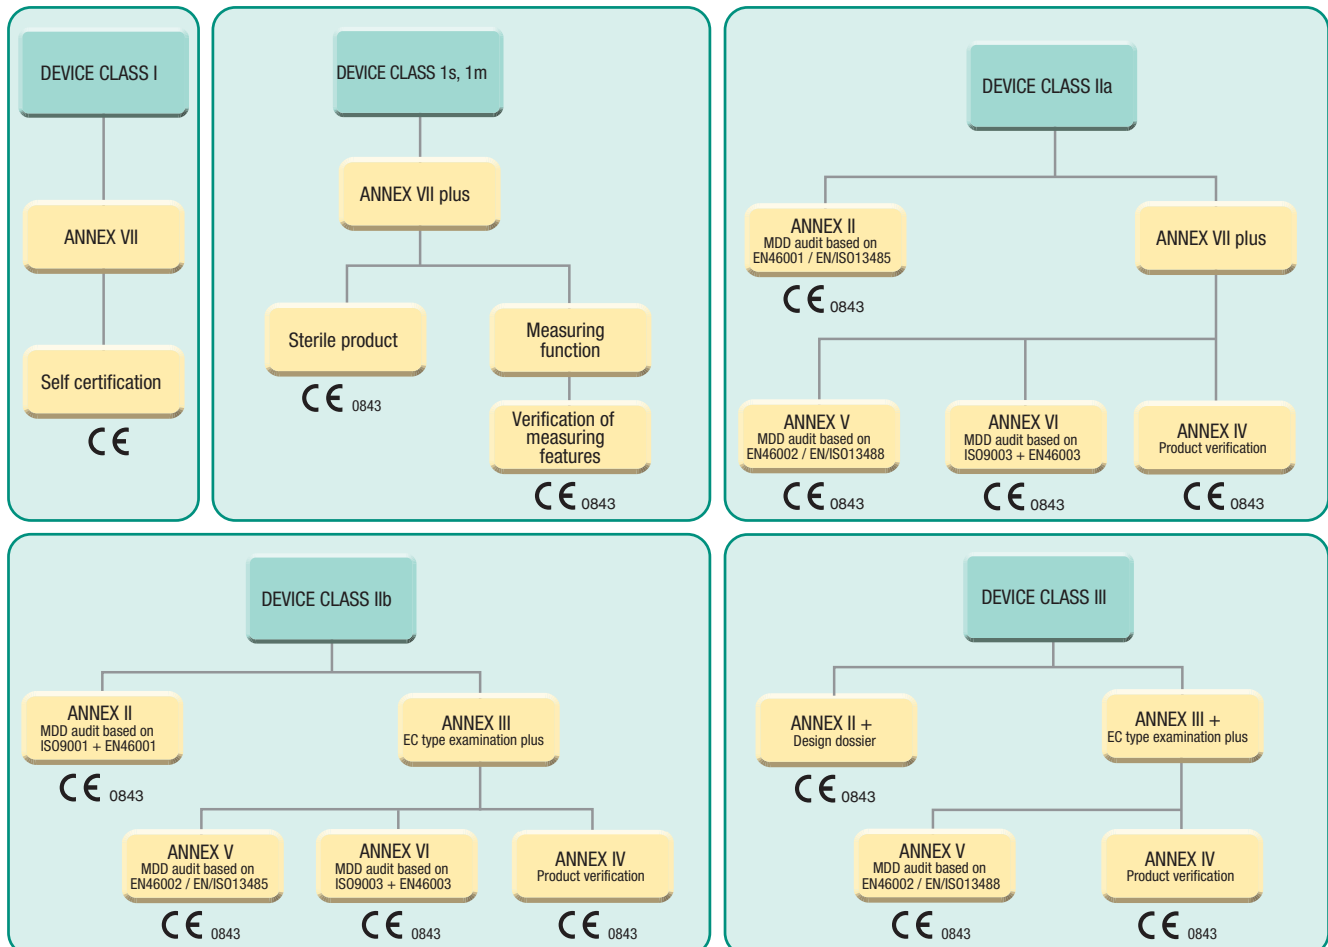 DEVICE CLASS I
ANNEX VII
Self certification
CE
DEVICE CLASS 1s, 1m
ANNEX VII plus
Sterile product
CE 0843
Measuring
function
Verification of
measuring
features
CE 0843
DEVICE CLASS IIa
ANNEX II
MDD audit based on
EN46001 / EN/ISO13485
CE 0843
ANNEX VII plus
ANNEX V
MDD audit based on
EN46002 / EN/ISO13488
CE 0843
ANNEX VI
MDD audit based on
ISO9003 + EN46003
CE 0843
ANNEX IV
Product verification
CE 0843
DEVICE CLASS IIb
ANNEX II
MDD audit based on
ISO9001 + EN46001
CE 0843
ANNEX III
EC type examination plus
ANNEX V
MDD audit based on
EN46002 / EN/ISO13485
CE 0843
ANNEX VI
MDD audit based on
ISO9003 + EN46003
CE 0843
ANNEX IV
Product verification
CE 0843
DEVICE CLASS III
ANNEX II +
Design dossier
CE 0843
ANNEX III +
EC type examination plus
ANNEX V
MDD audit based on
EN46002 / EN/ISO13488
CE 0843
ANNEX IV
Product verification
CE 0843